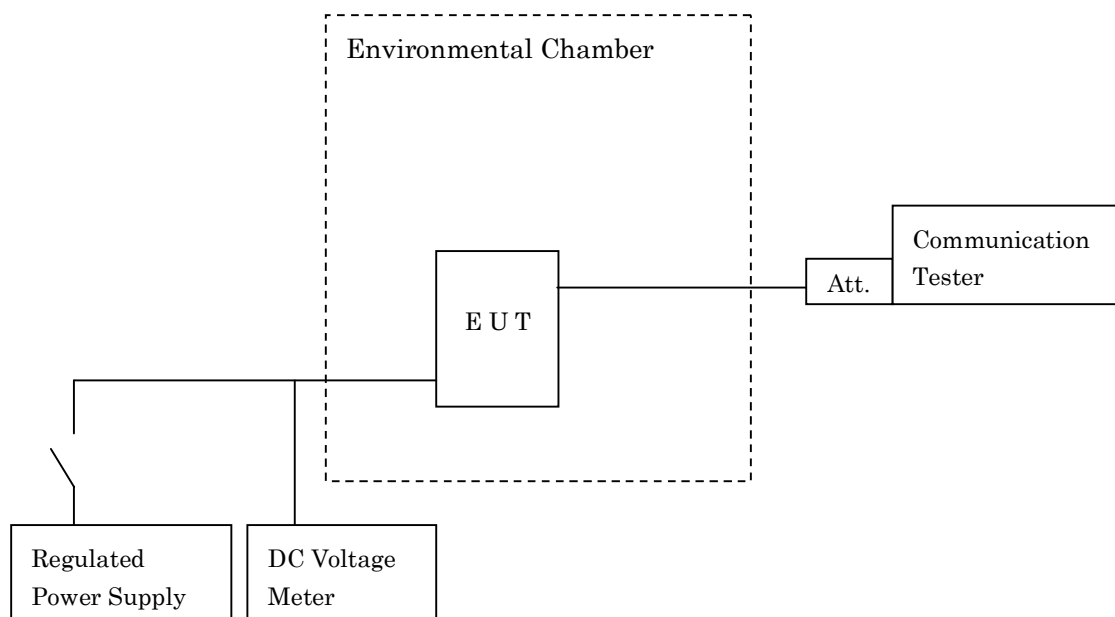 Environmental Chamber
Communication
Tester
Att.
E U T
Regulated
Power Supply
DC Voltage
Meter